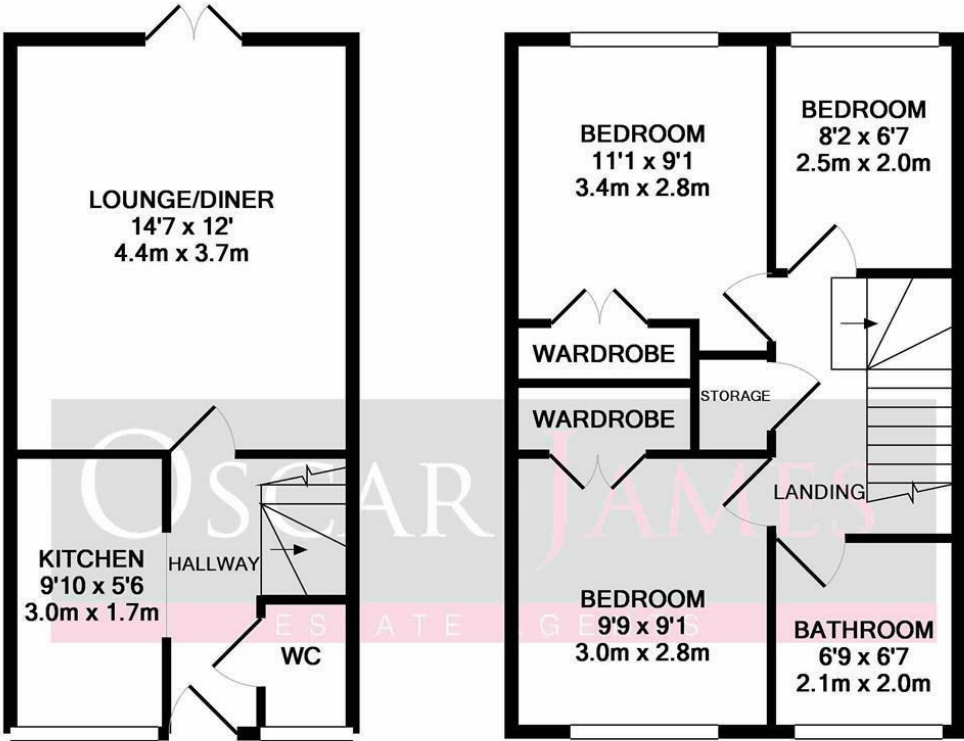 LOUNGE/DINER
14'7 x 12'
4.4m x 3.7m
KITCHEN
9'10 x 5'6
3.0m x 1.7m
HALLWAY
WC
BEDROOM
11'1 x 9'1
3.4m x 2.8m
BEDROOM
8'2 x 6'7
2.5m x 2.0m
WARDROBE
WARDROBE
STORAGE
LANDING
BEDROOM
9'9 x 9'1
3.0m x 2.8m
BATHROOM
6'9 x 6'7
2.1m x 2.0m
OSCAR JAMES
ESTATE AGENTS